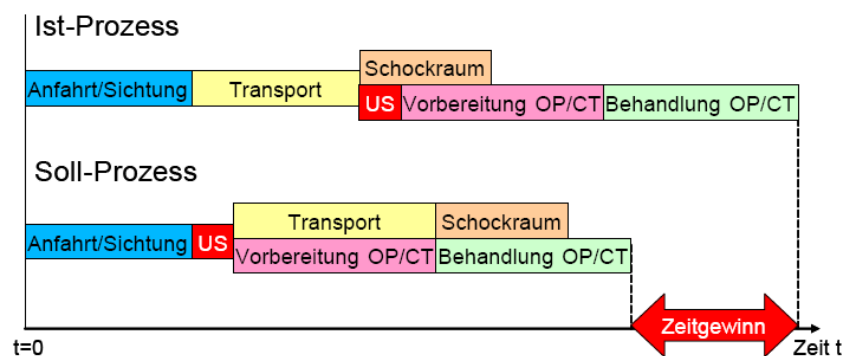 Ist-Prozess
Schockraum
Anfahrt/Sichtung Transport
US Vorbereitung OP/CT Behandlung OP/CT
Soll-Prozess
Transport Schockraum
Anfahrt/Sichtung US
Vorbereitung OP/CT Behandlung OP/CT
Zeitgewinn
t=0 Zeit t